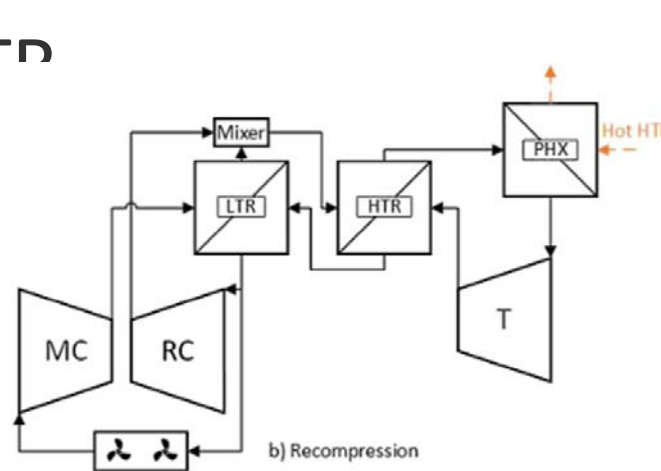 Mixer
Hot HT
PHX
LTR
HTR
T
MC
RC
b) Recompression